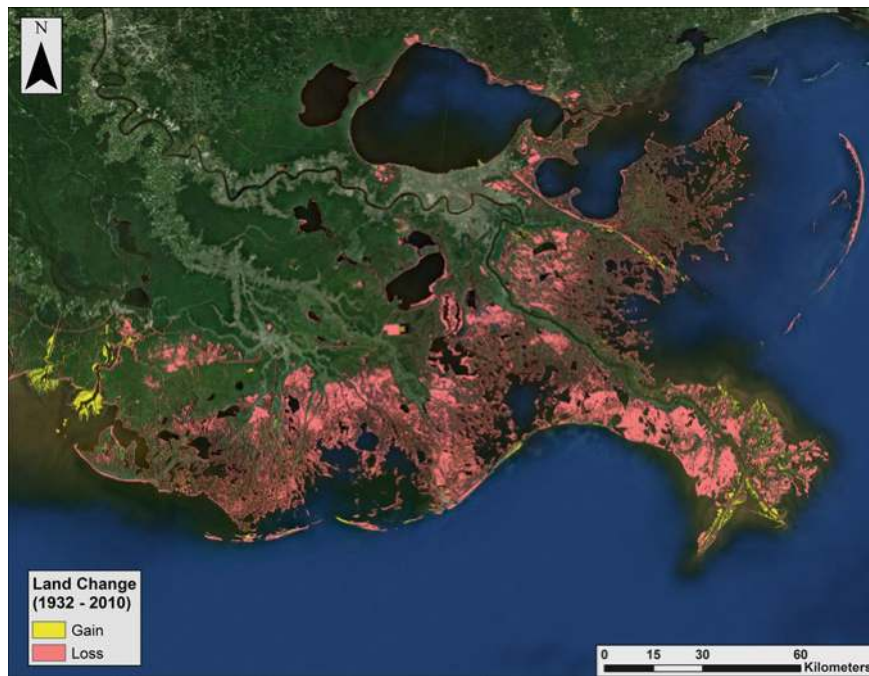 N
Land Change
(1932 - 2010)
Gain
Loss
0 15 30 60
Kilometers